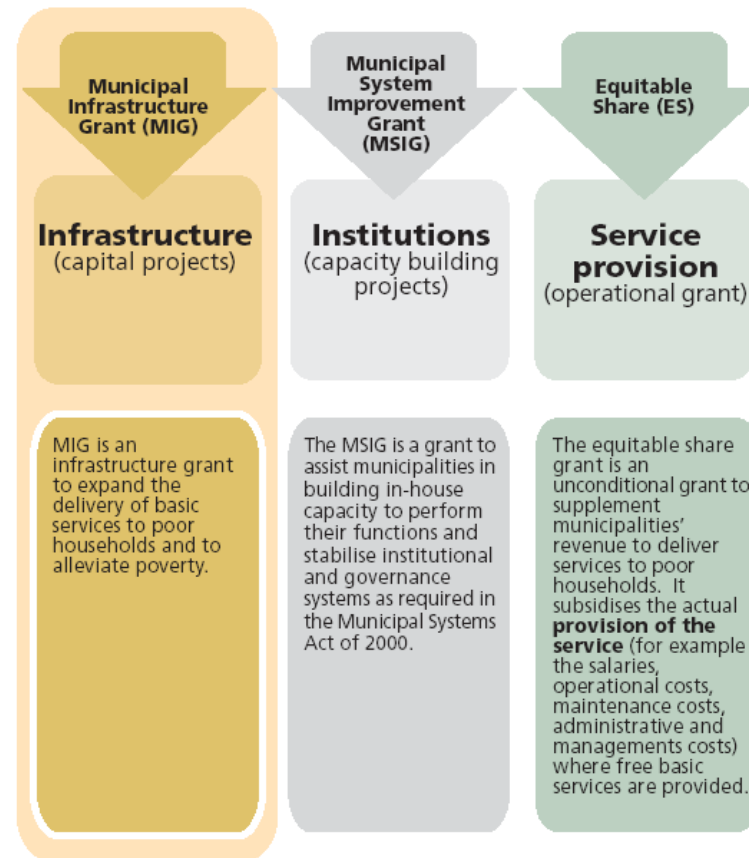 Municipal
Infrastructure
Grant (MIG)
Infrastructure
(capital projects)
MIG is an
infrastructure grant
to expand the
delivery of basic
services to poor
households and to
alleviate poverty.
Municipal
System
Improvement
Grant
(MSIG)
Institutions
(capacity building
projects)
The MSIG is a grant to
assist municipalities in
building in-house
capacity to perform
their functions and
stabilise institutional
and governance
systems as required in
the Municipal Systems
Act of 2000.
Equitable
Share (ES)
Service
provision
(operational grant)
The equitable share
grant is an
unconditional grant to
supplement
municipalities’
revenue to deliver
services to poor
households. It
subsidises the actual
provision of the
service (for example
the salaries,
operational costs,
maintenance costs,
administrative and
managements costs)
where free basic
services are provided.